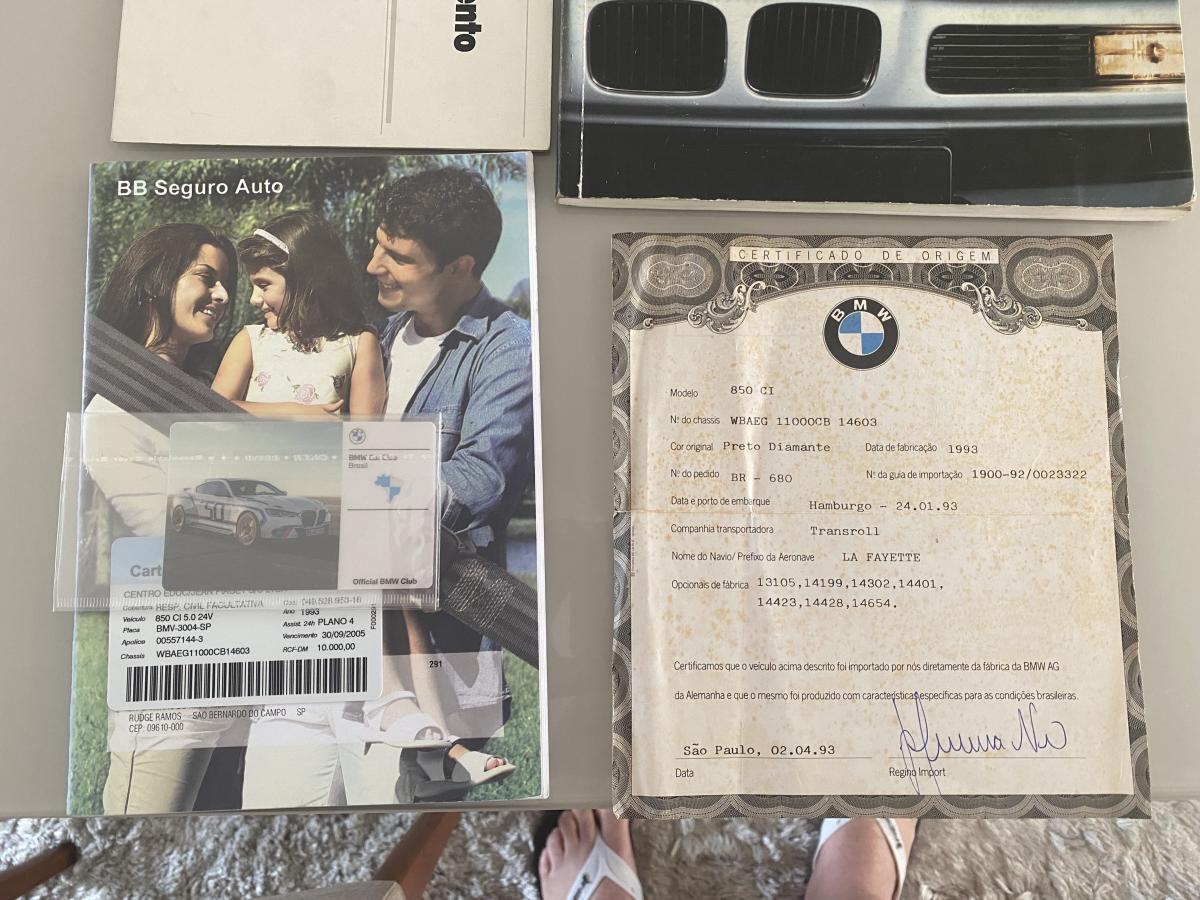 ento
BB Seguro Auto
BMW Car Club
Brasil
Official BMW Club
Cart
RESP. CIVIL FACULTATIVA
Veículo 850 CI 5.0 24V Ano 1993
Placa BMV-3004-SP Assist. 24h PLANO 4
Apolice 00557144-3 Vencimento 30/09/2005
Chassis WBAEG11000CB14603 RCF-DM 10.000,00
291
RUDGE RAMOS SAO BERNARDO DO CAMPO SP
CEP: 09610-000
CERTIFICADO DE ORIGEM
BMW
Modelo 850 CI
Nº do chassis WBAEG 11000CB 14603
Cor original Preto Diamante Data de fabricação 1993
Nº do pedido BR - 680 Nº da guia de importação 1900-92/0023322
Data e porto de embarque Hamburgo - 24.01.93
Companhia transportadora Transroll
Nome do Navio/ Prefixo da Aeronave LA FAYETTE
Opcionais de fábrica 13105,14199,14302,14401,
14423,14428,14654.
Certificamos que o veículo acima descrito foi importado por nós diretamente da fábrica da BMW AG
da Alemanha e que o mesmo foi produzido com características específicas para as condições brasileiras.
São Paulo, 02.04.93
Data Regino Import